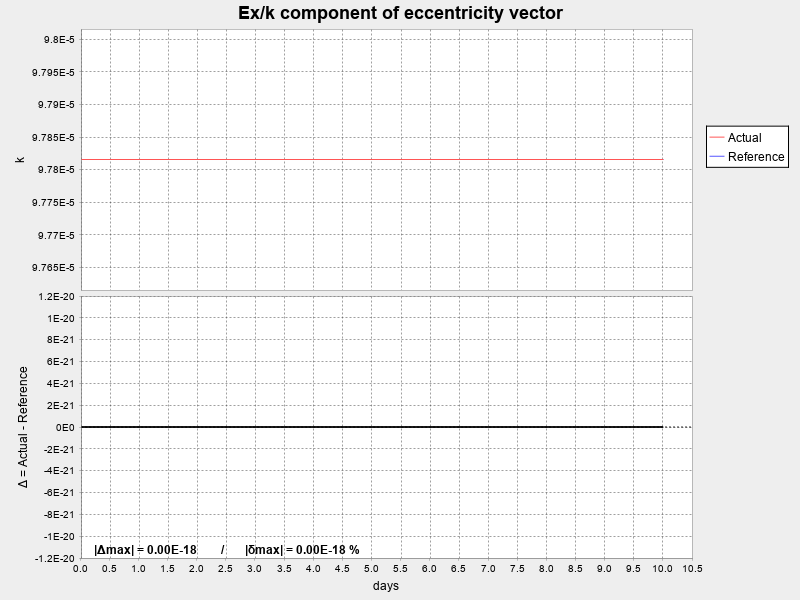 Ex/k component of eccentricity vector
9.8E-5
9.795E-5
9.79E-5
9.785E-5
9.78E-5
9.775E-5
9.77E-5
9.765E-5
k
Actual
Reference
1.2E-20
1E-20
8E-21
6E-21
4E-21
2E-21
0E0
-2E-21
-4E-21
-6E-21
-8E-21
-1E-20
-1.2E-20
Δ = Actual - Reference
|Δmax| = 0.00E-18 / |δmax| = 0.00E-18 %
0.0 0.5 1.0 1.5 2.0 2.5 3.0 3.5 4.0 4.5 5.0 5.5 6.0 6.5 7.0 7.5 8.0 8.5 9.0 9.5 10.0 10.5
days